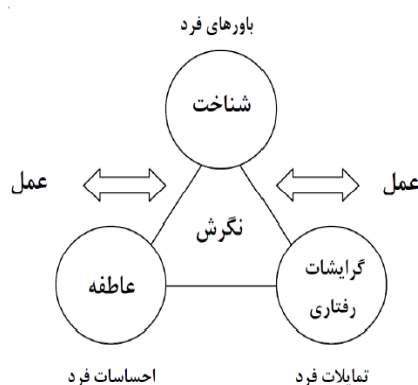 باورهای فرد
شناخت
عمل
عمل
نگرش
گرایشات
رفتاری
عاطفه
تمایلات فرد
احساسات فرد